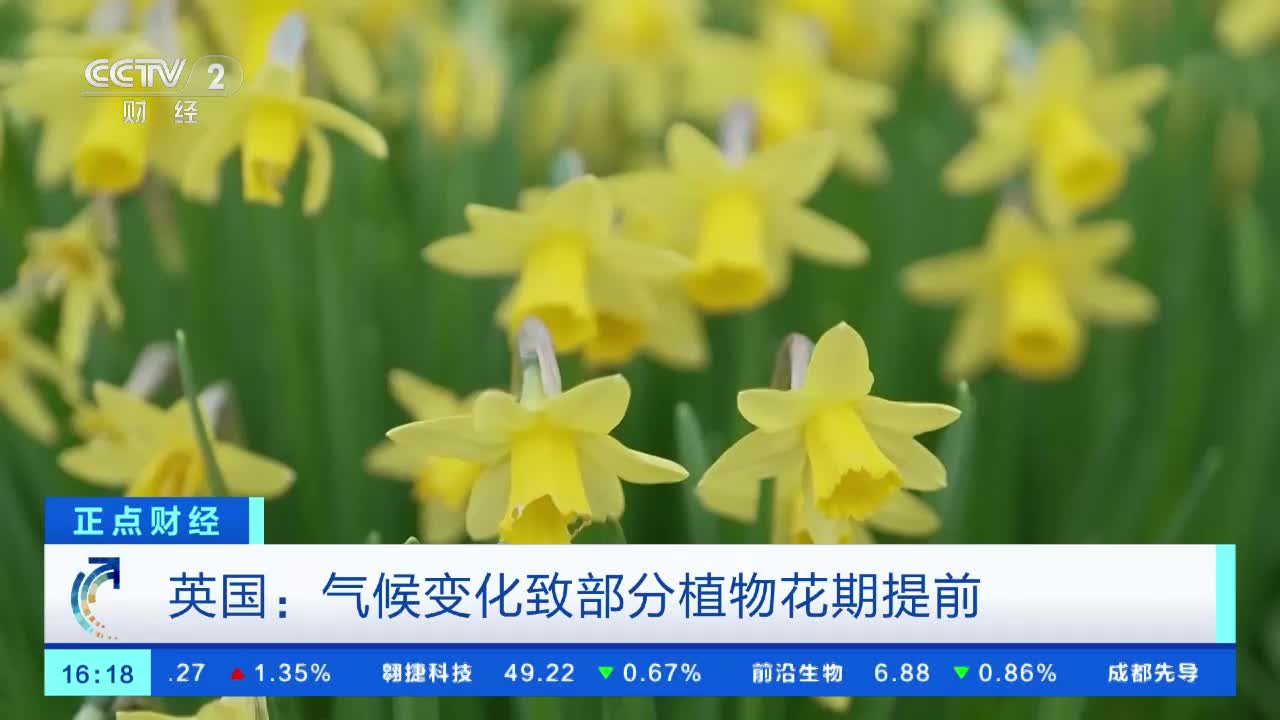 CCTV 2
财经
正点财经
英国：气候变化致部分植物花期提前
16:18 .27 ▲ 1.35% 翱捷科技 49.22 ▼ 0.67% 前沿生物 6.88 ▼ 0.86% 成都先导